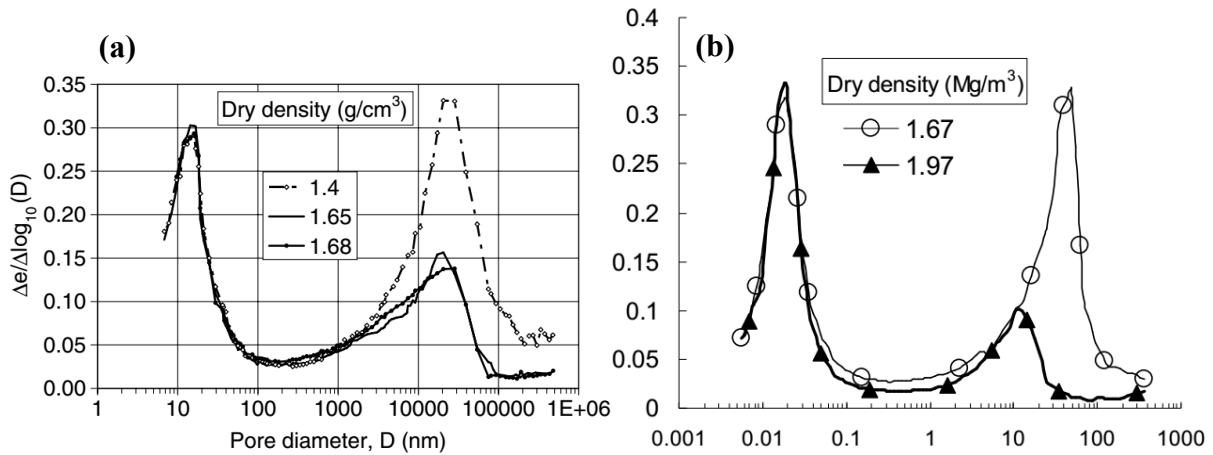 (a)
Dry density (g/cm³)
1.4
1.65
1.68
Δe/Δlog₁₀ (D)
0.35
0.30
0.25
0.20
0.15
0.10
0.05
0.00
1 10 100 1000 10000 100000 1E+06
Pore diameter, D (nm)
(b)
Dry density (Mg/m³)
1.67
1.97
0.4
0.35
0.3
0.25
0.2
0.15
0.1
0.05
0
0.001 0.01 0.1 1 10 100 1000